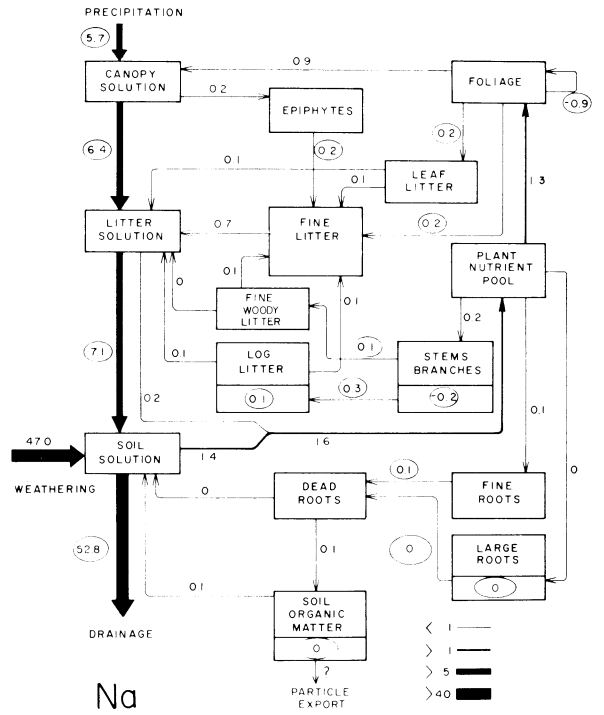 PRECIPITATION
5.7
CANOPY
SOLUTION
0.9
FOLIAGE
-0.9
0.2
EPIPHYTES
6.4
0.2
0.2
0.1
0.1
LEAF
LITTER
1.3
LITTER
SOLUTION
0.7
FINE
LITTER
0.2
PLANT
NUTRIENT
POOL
0
0.1
FINE
WOODY
LITTER
0.1
0.2
7.1
0.1
LOG
LITTER
0.1
0.1
STEMS
BRANCHES
-0.2
0.3
0.2
0.1
0
47.0
WEATHERING
SOIL
SOLUTION
1.4
1.6
0
DEAD
ROOTS
0.1
FINE
ROOTS
52.8
0.1
0
LARGE
ROOTS
0
0.1
SOIL
ORGANIC
MATTER
0
DRAINAGE
?
PARTICLE
EXPORT
Na
< 1
> 1
> 5
>40